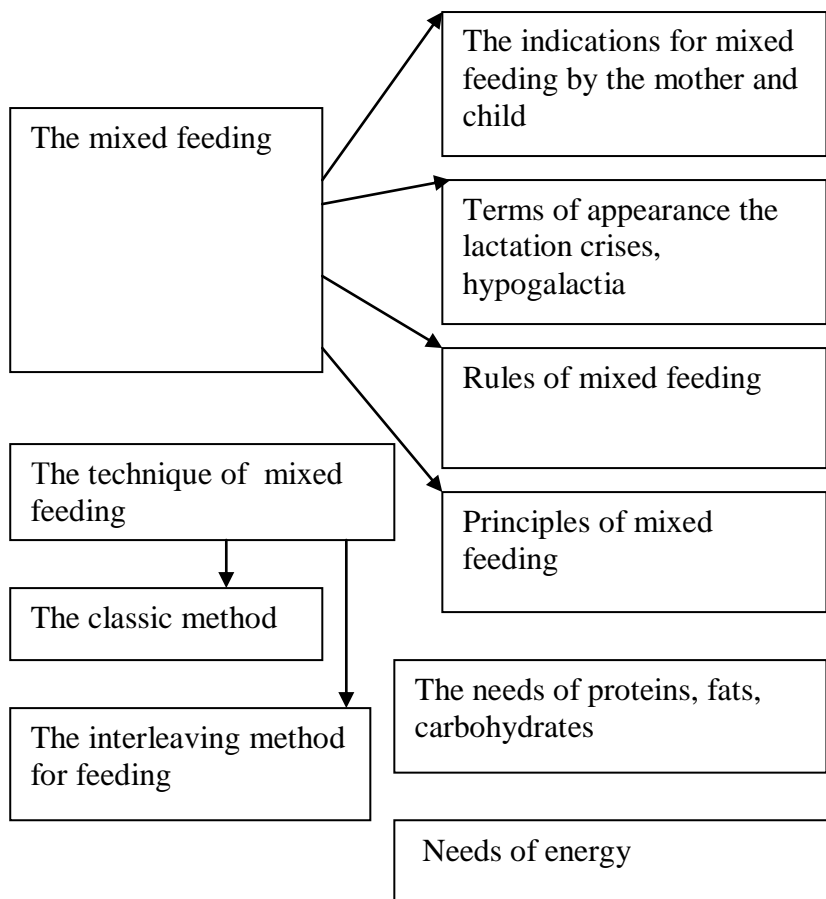 The mixed feeding
The indications for mixed
feeding by the mother and
child
Terms of appearance the
lactation crises,
hypogalactia
Rules of mixed feeding
Principles of mixed
feeding
The technique of  mixed
feeding
The classic method
The interleaving method
for feeding
The needs of proteins, fats,
carbohydrates
Needs of energy